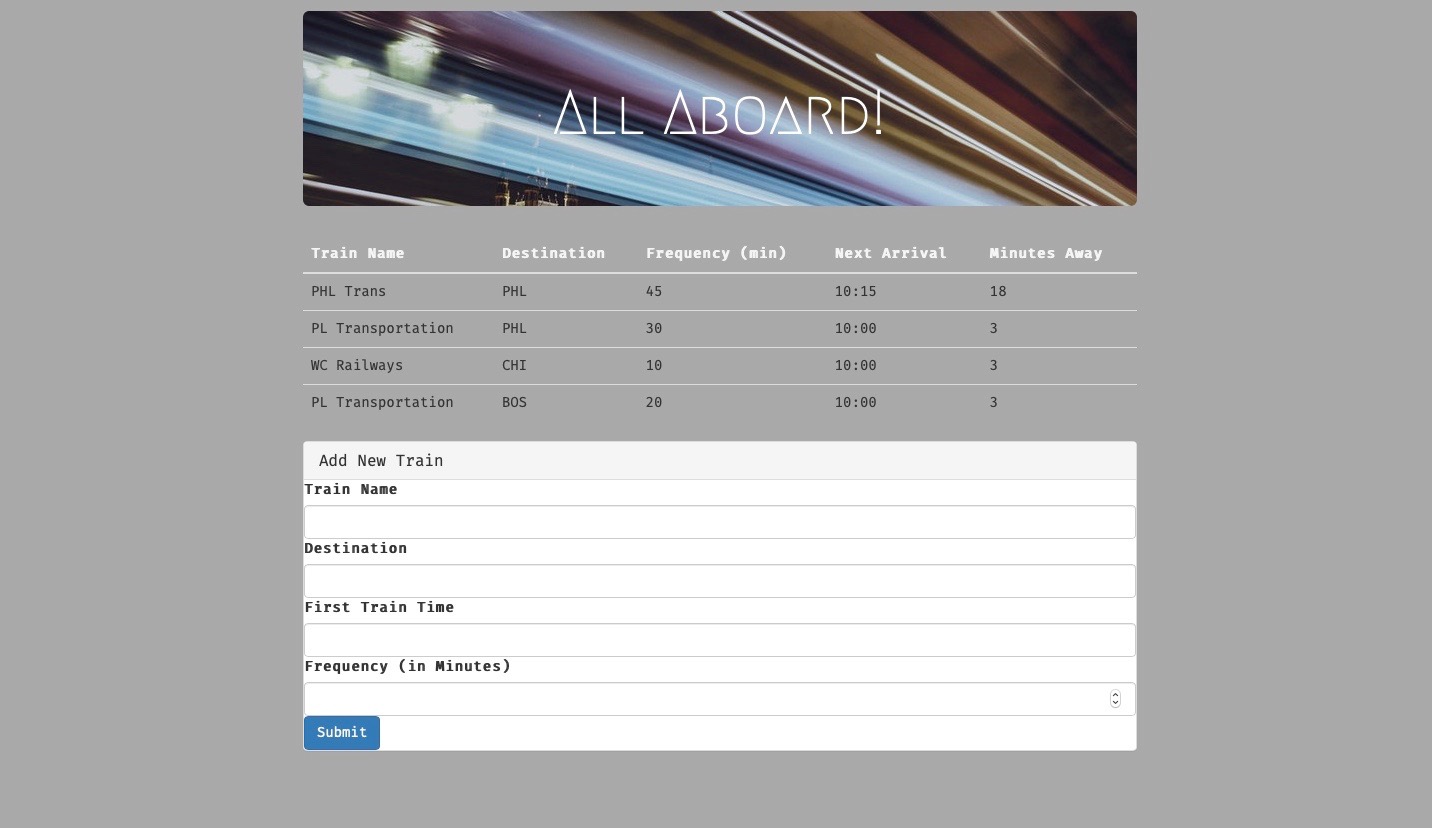 All Aboard!
Train Name Destination Frequency (min) Next Arrival Minutes Away
PHL Trans PHL 45 10:15 18
PL Transportation PHL 30 10:00 3
WC Railways CHI 10 10:00 3
PL Transportation BOS 20 10:00 3
Add New Train
Train Name
Destination
First Train Time
Frequency (in Minutes)
Submit